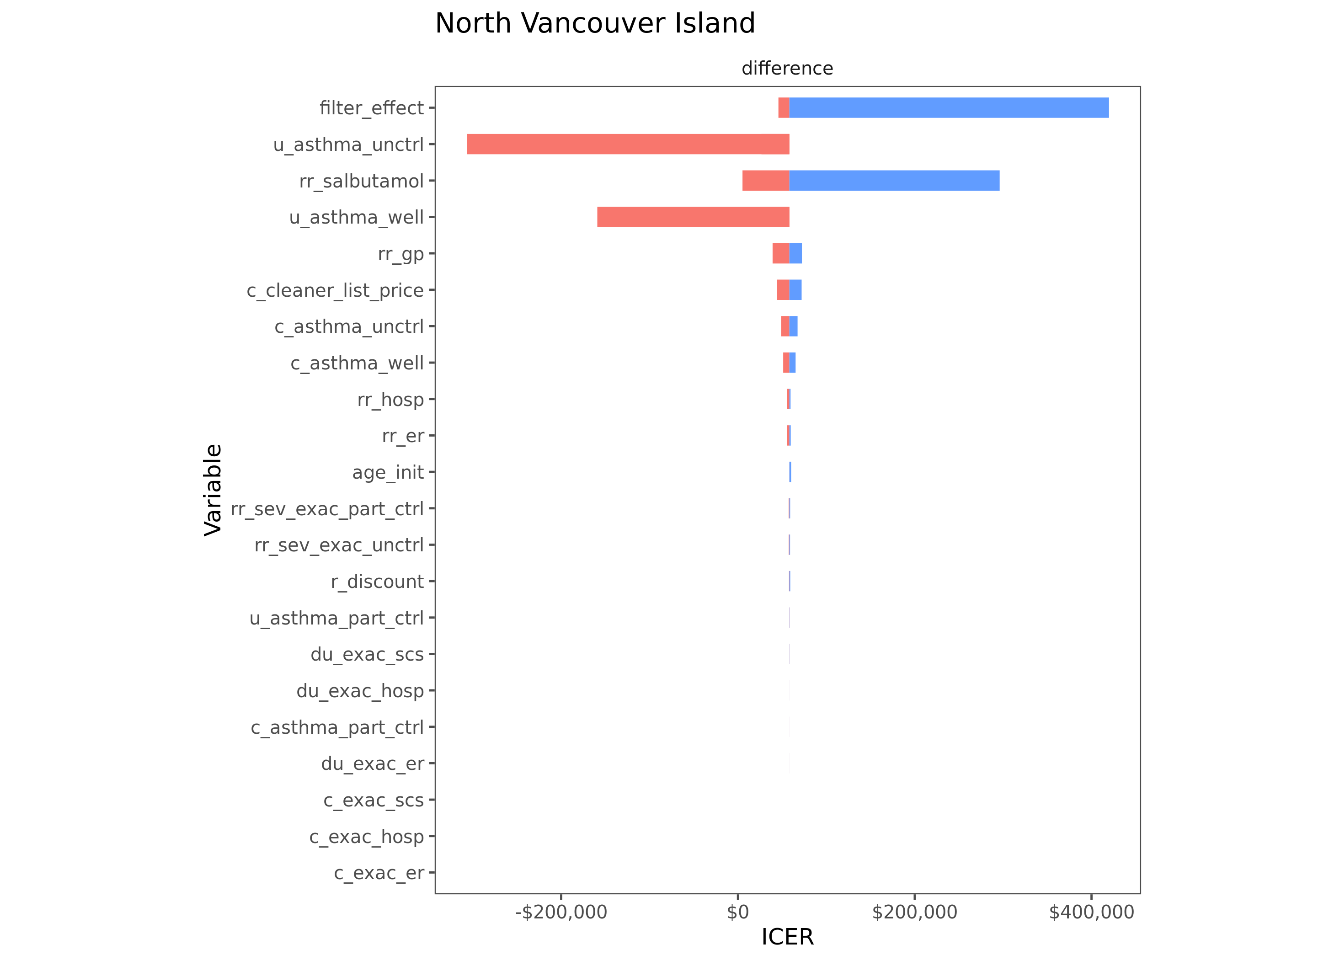 North Vancouver Island
difference
filter_effect
u_asthma_unctrl
rr_salbutamol
u_asthma_well
rr_gp
c_cleaner_list_price
c_asthma_unctrl
c_asthma_well
rr_hosp
rr_er
age_init
rr_sev_exac_part_ctrl
rr_sev_exac_unctrl
r_discount
u_asthma_part_ctrl
du_exac_scs
du_exac_hosp
c_asthma_part_ctrl
du_exac_er
c_exac_scs
c_exac_hosp
c_exac_er
Variable
-$200,000 $0 $200,000 $400,000
ICER